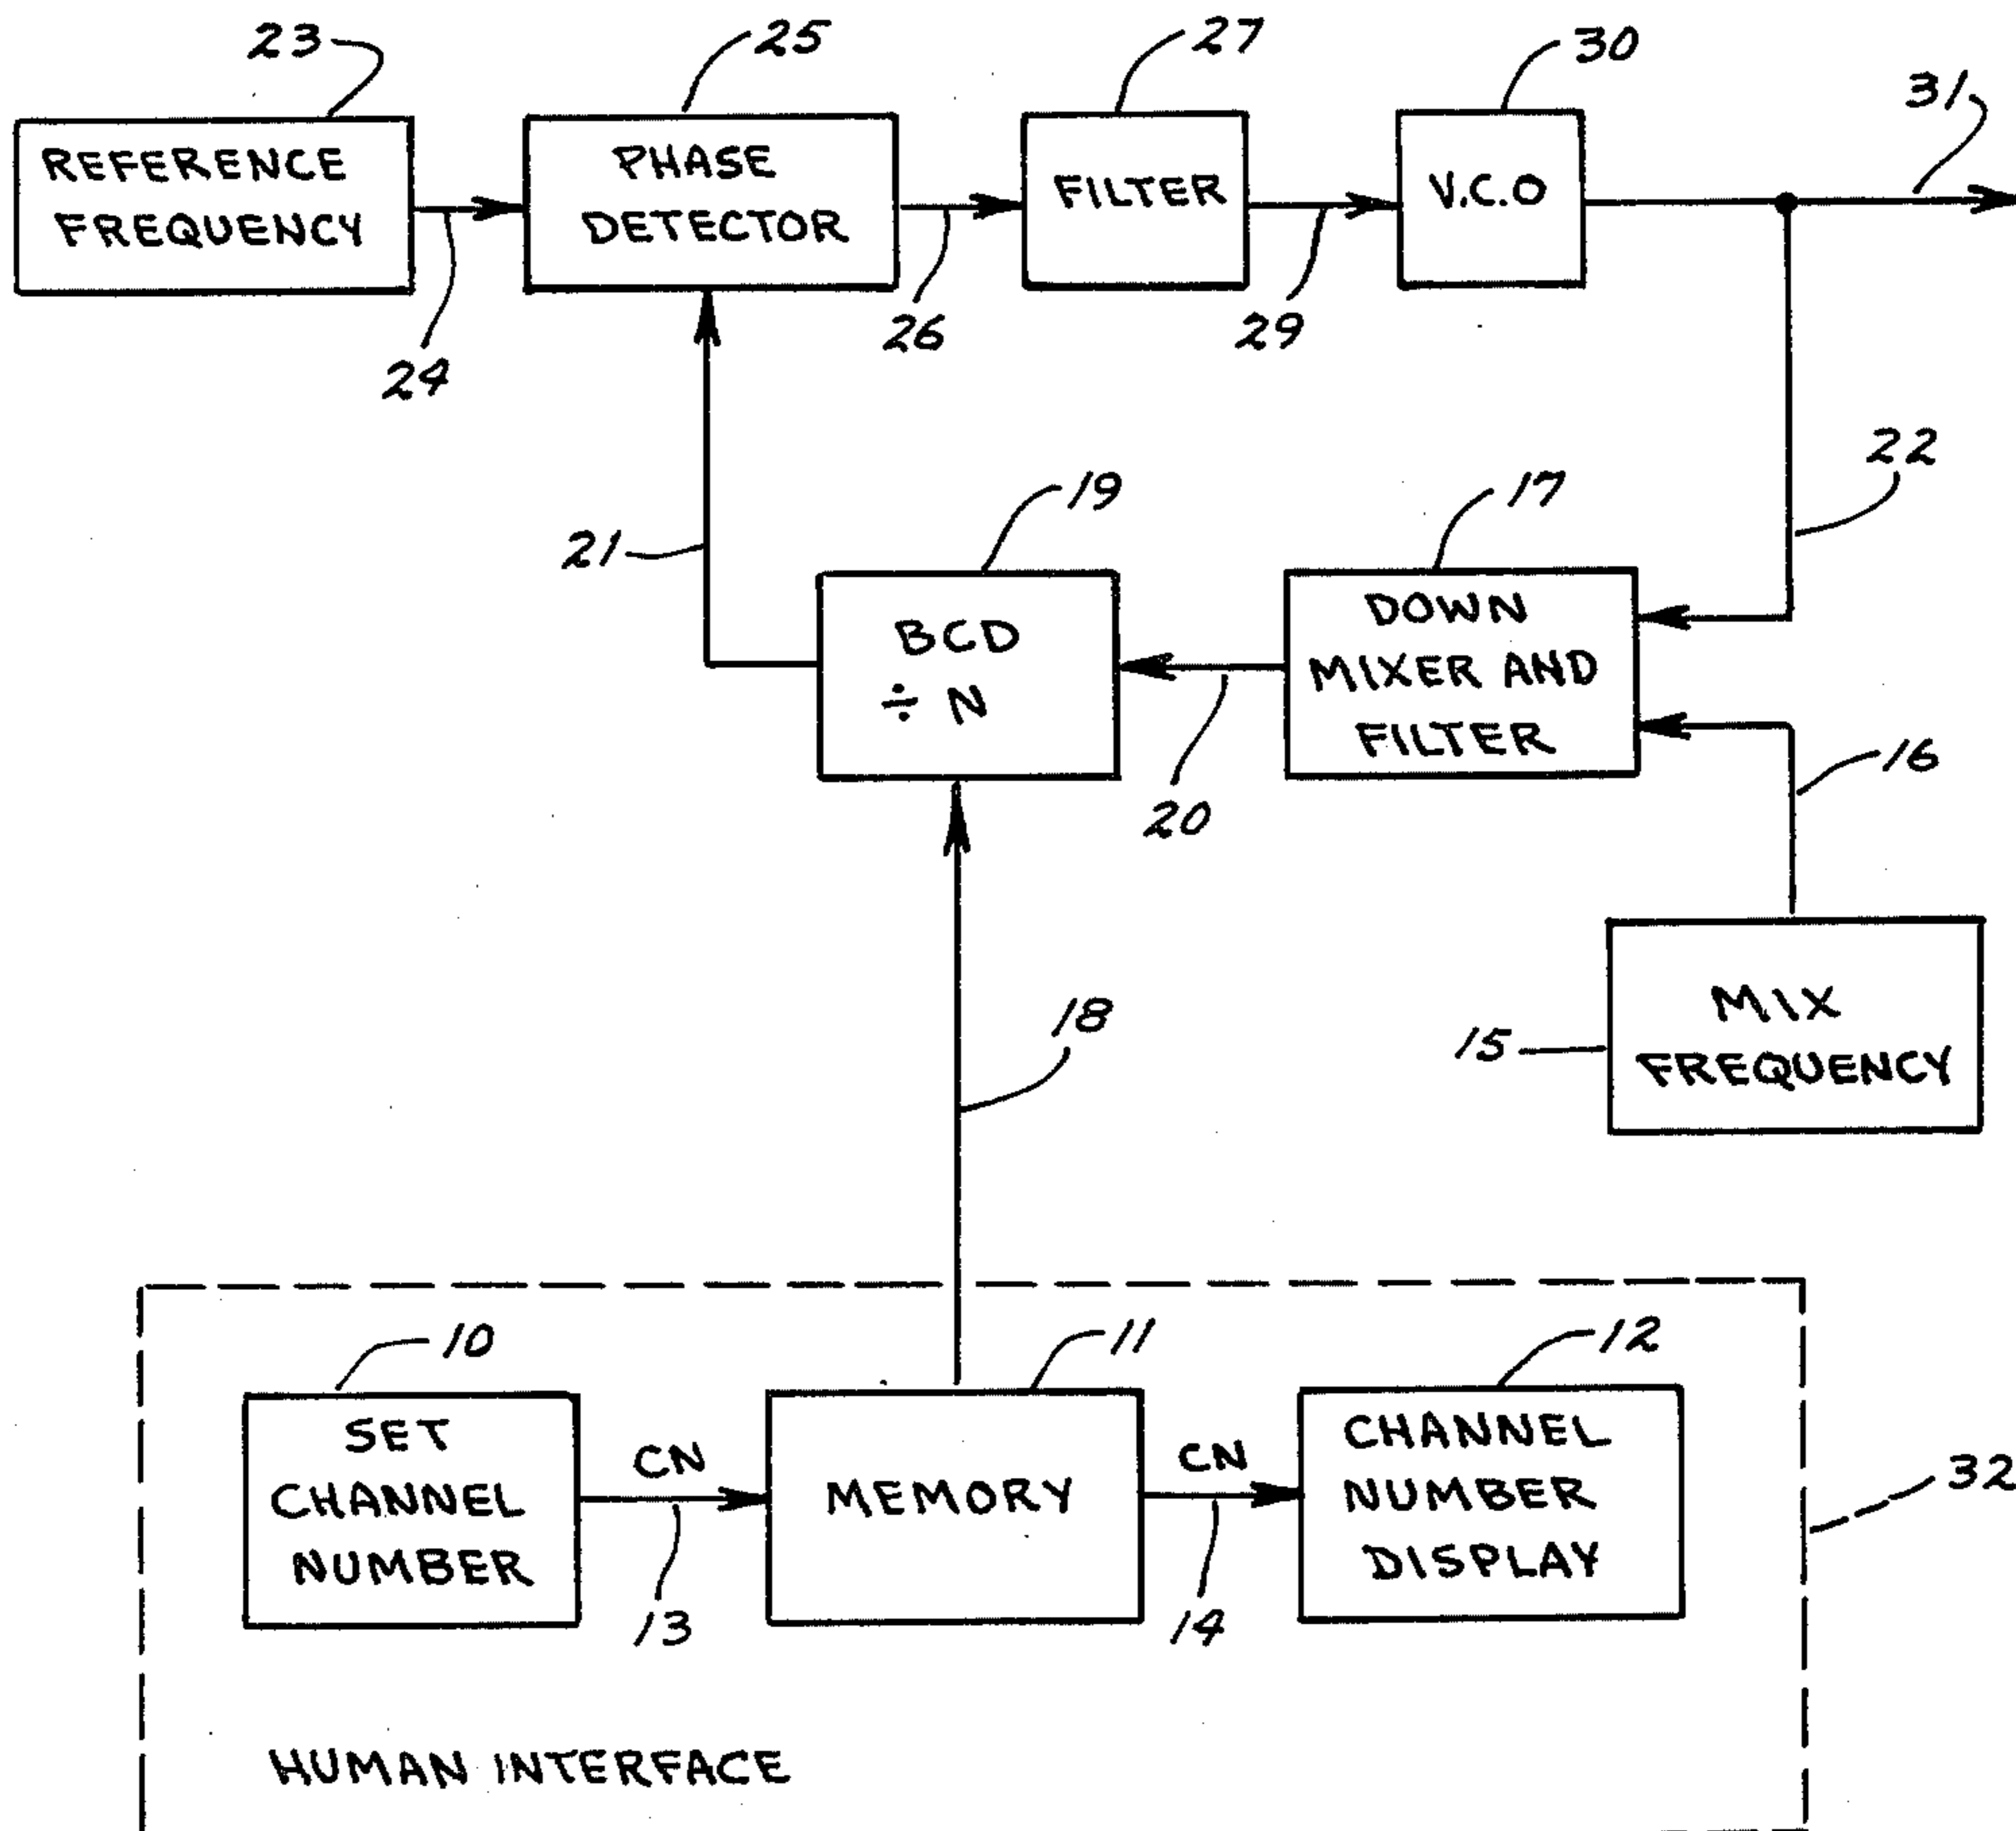 23
25
27
30
31
REFERENCE
FREQUENCY
PHASE
DETECTOR
FILTER
V.C.O
24
26
29
22
21
19
17
BCD
÷ N
DOWN
MIXER AND
FILTER
20
16
18
15
MIX
FREQUENCY
10
11
12
SET
CHANNEL
NUMBER
CN
MEMORY
CN
CHANNEL
NUMBER
DISPLAY
32
13
14
HUMAN INTERFACE